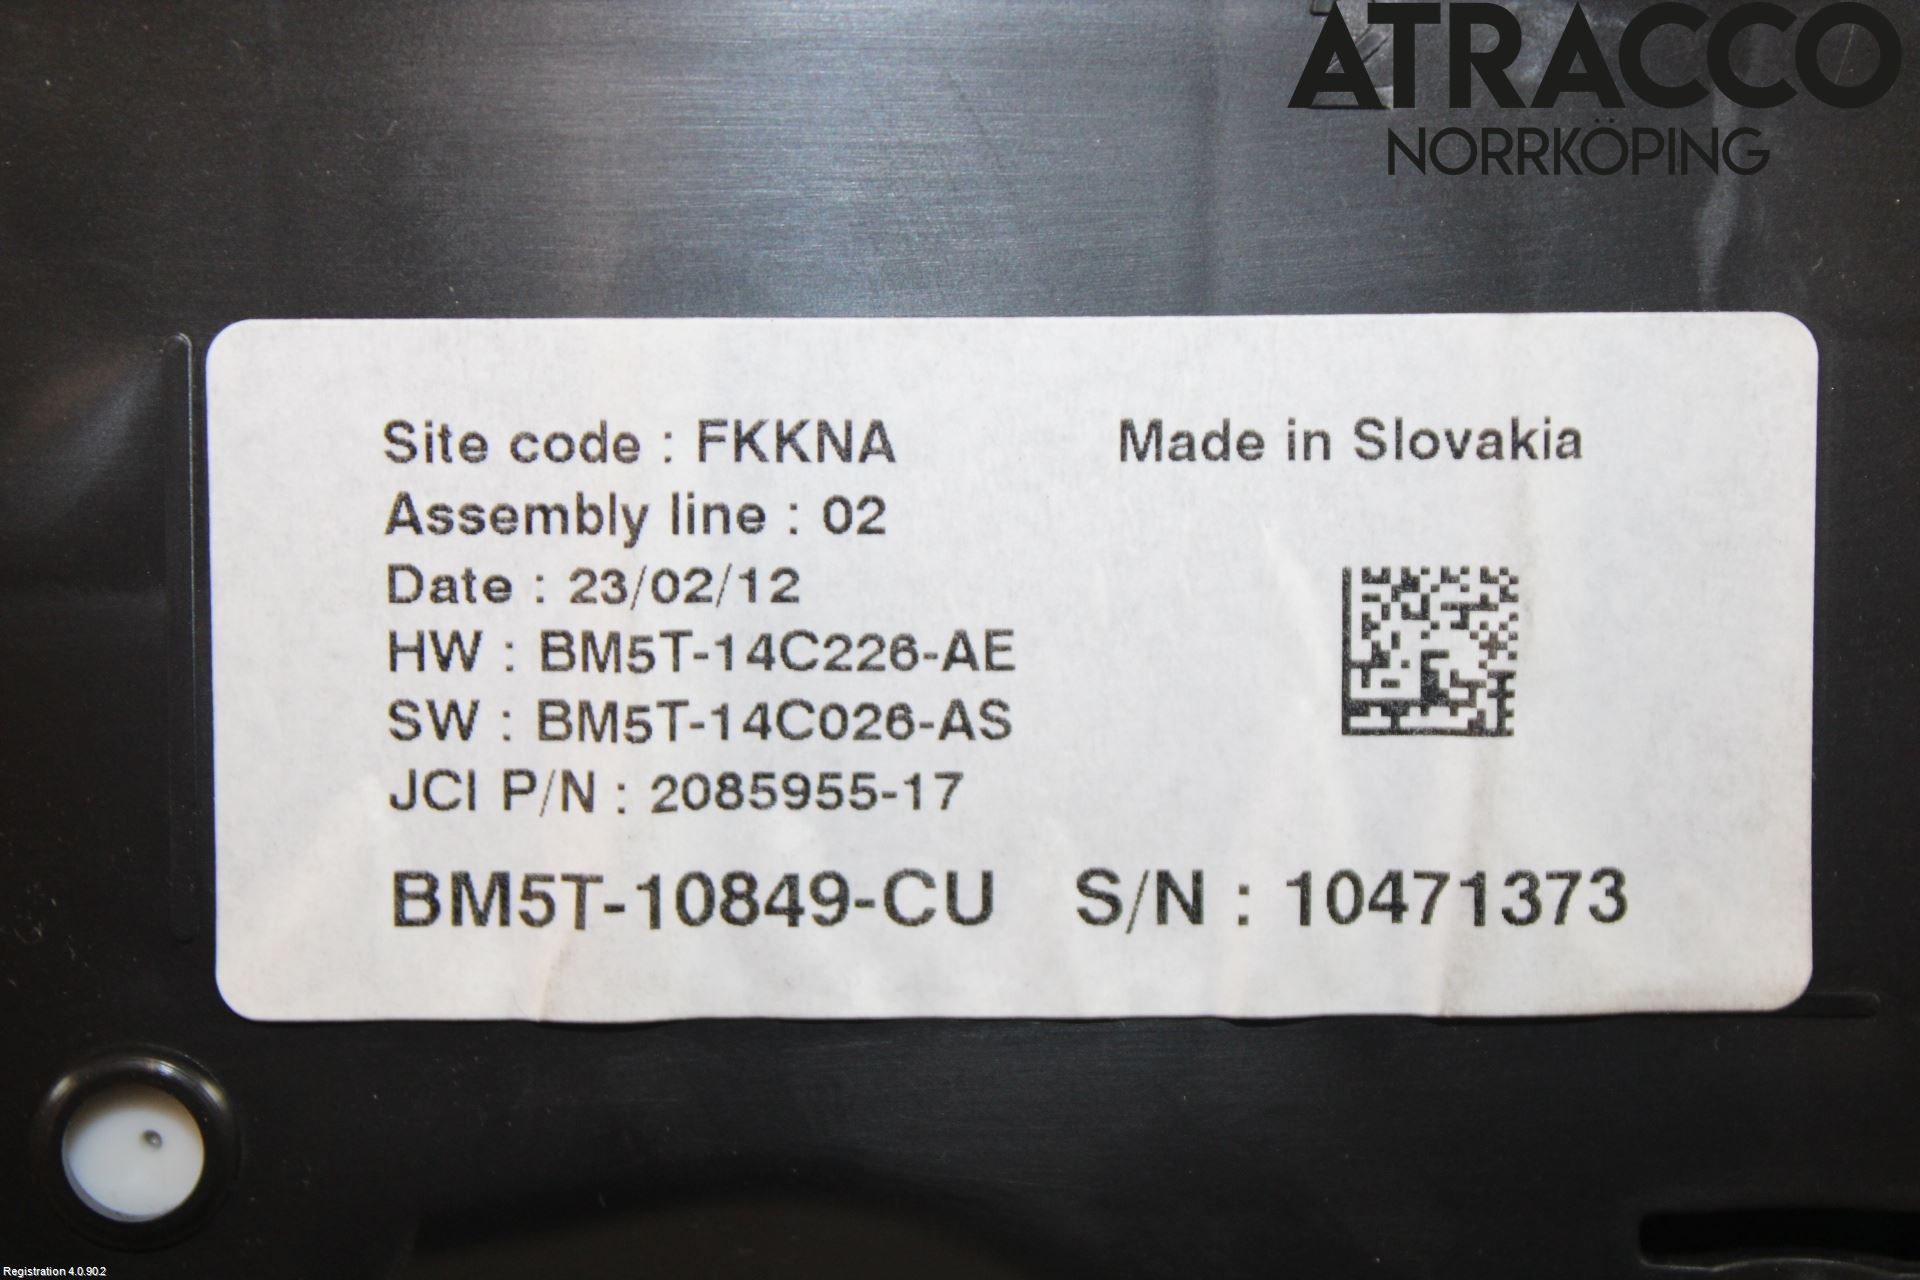 ATRACCO
NORRKÖPING
Site code : FKKNA
Made in Slovakia
Assembly line : 02
Date : 23/02/12
HW : BM5T-14C226-AE
SW : BM5T-14C026-AS
JCI P/N : 2085955-17
BM5T-10849-CU S/N : 10471373
Registration 4.0.90.2